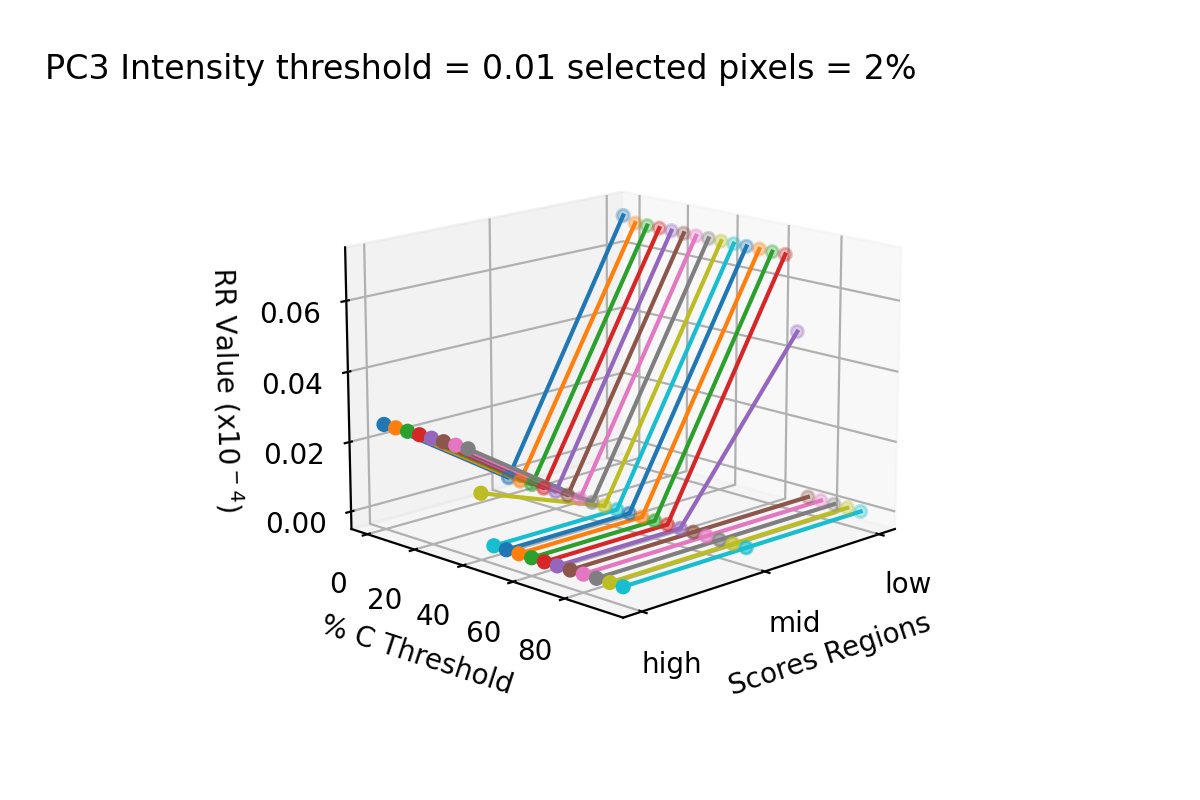 PC3 Intensity threshold = 0.01 selected pixels = 2%
RR Value (x10⁻⁴)
0.06
0.04
0.02
0.00
0
20
40
60
80
% C Threshold
low
mid
high
Scores Regions